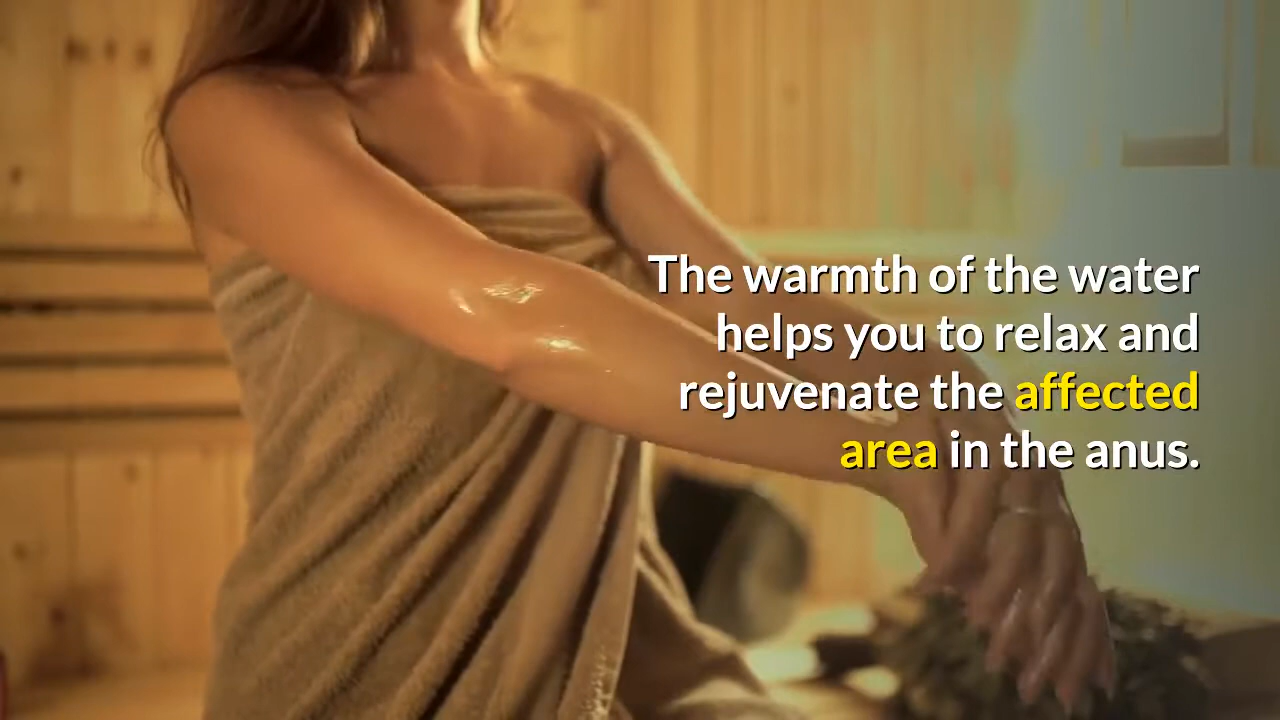 The warmth of the water
helps you to relax and
rejuvenate the affected
area in the anus.